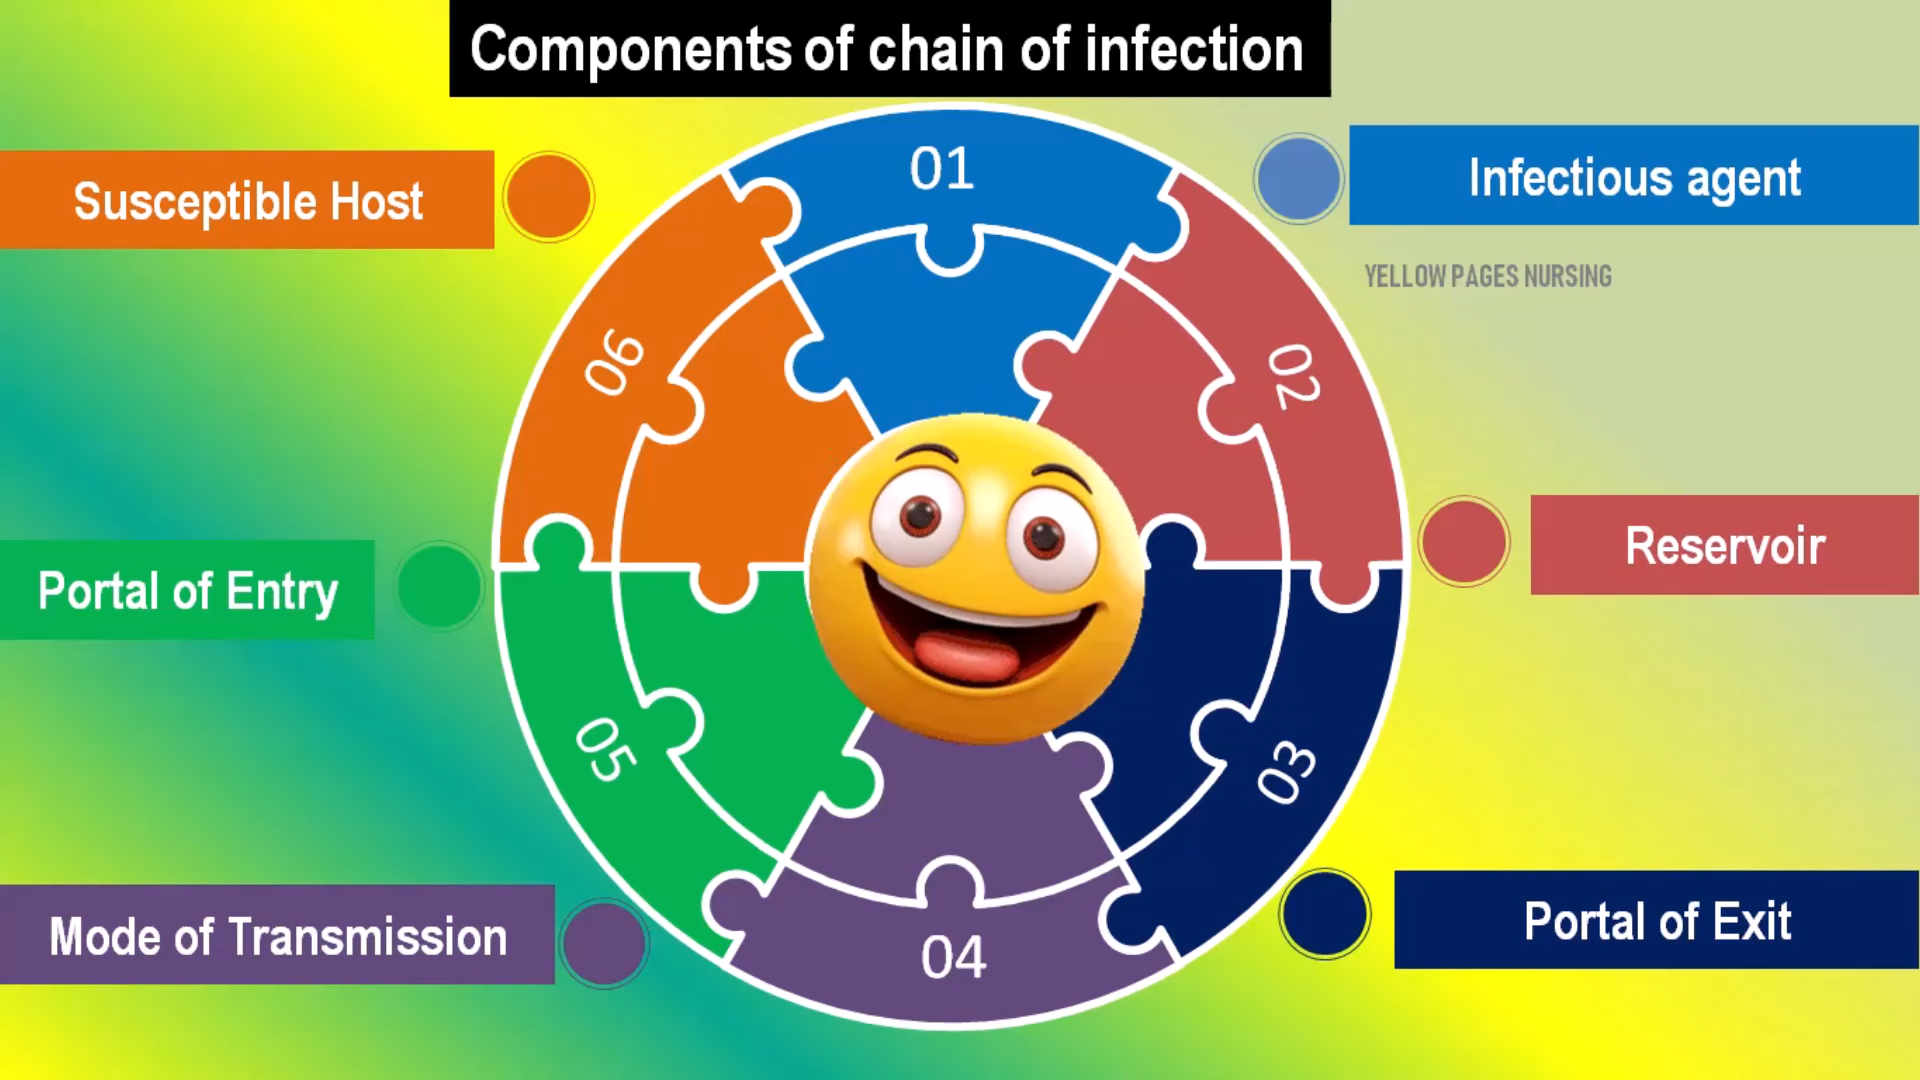 Components of chain of infection
01
Infectious agent
YELLOW PAGES NURSING
02
Reservoir
03
Portal of Exit
04
Mode of Transmission
05
Portal of Entry
06
Susceptible Host